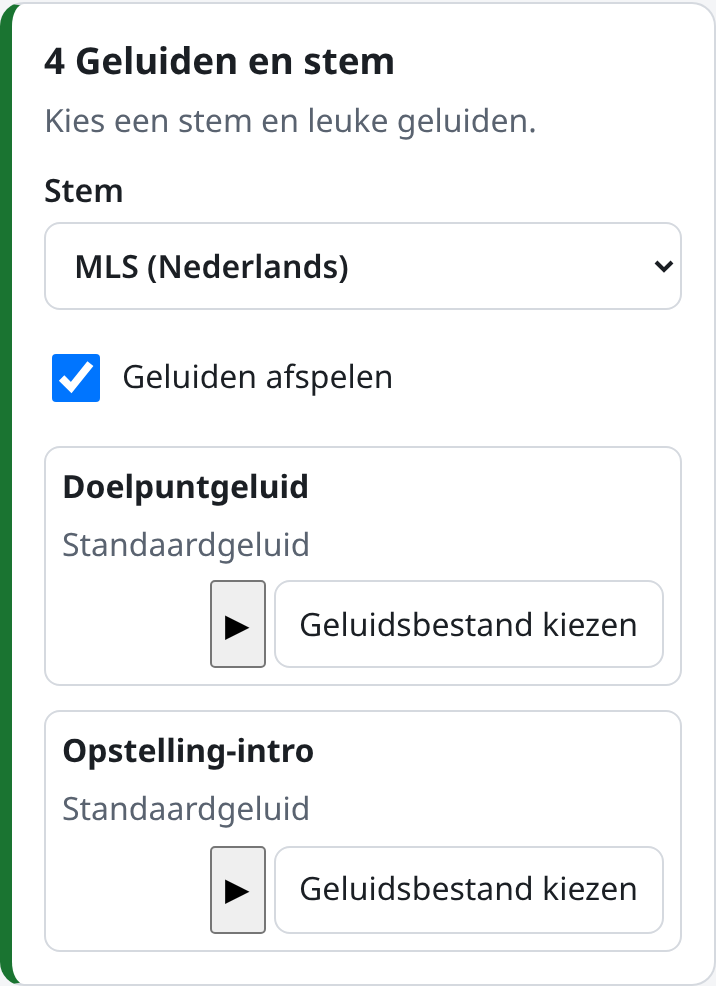 4 Geluiden en stem
Kies een stem en leuke geluiden.
Stem
MLS (Nederlands)
Geluiden afspelen
Doelpuntgeluid
Standaardgeluid
Geluidsbestand kiezen
Opstelling-intro
Standaardgeluid
Geluidsbestand kiezen